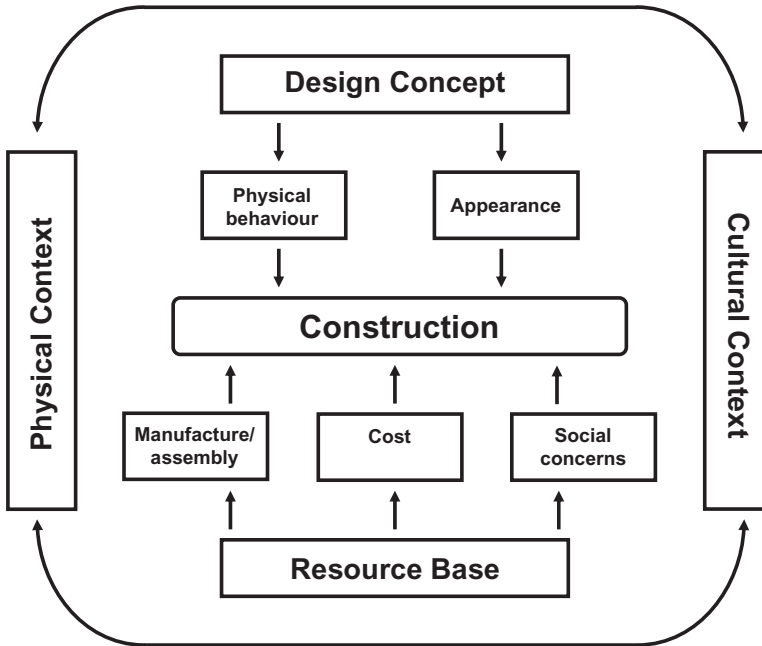 Design Concept
Physical
behaviour
Appearance
Physical Context
Cultural Context
Construction
Manufacture/
assembly
Cost
Social
concerns
Resource Base